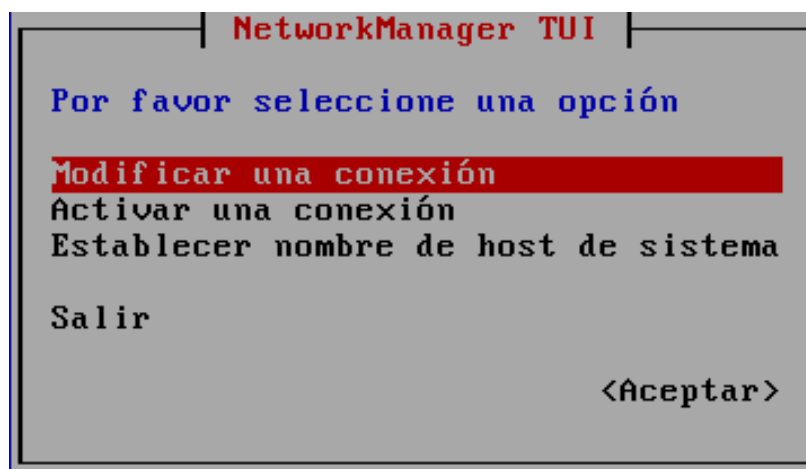 NetworkManager TUI
Por favor seleccione una opción
Modificar una conexión
Activar una conexión
Establecer nombre de host de sistema
Salir
<Aceptar>